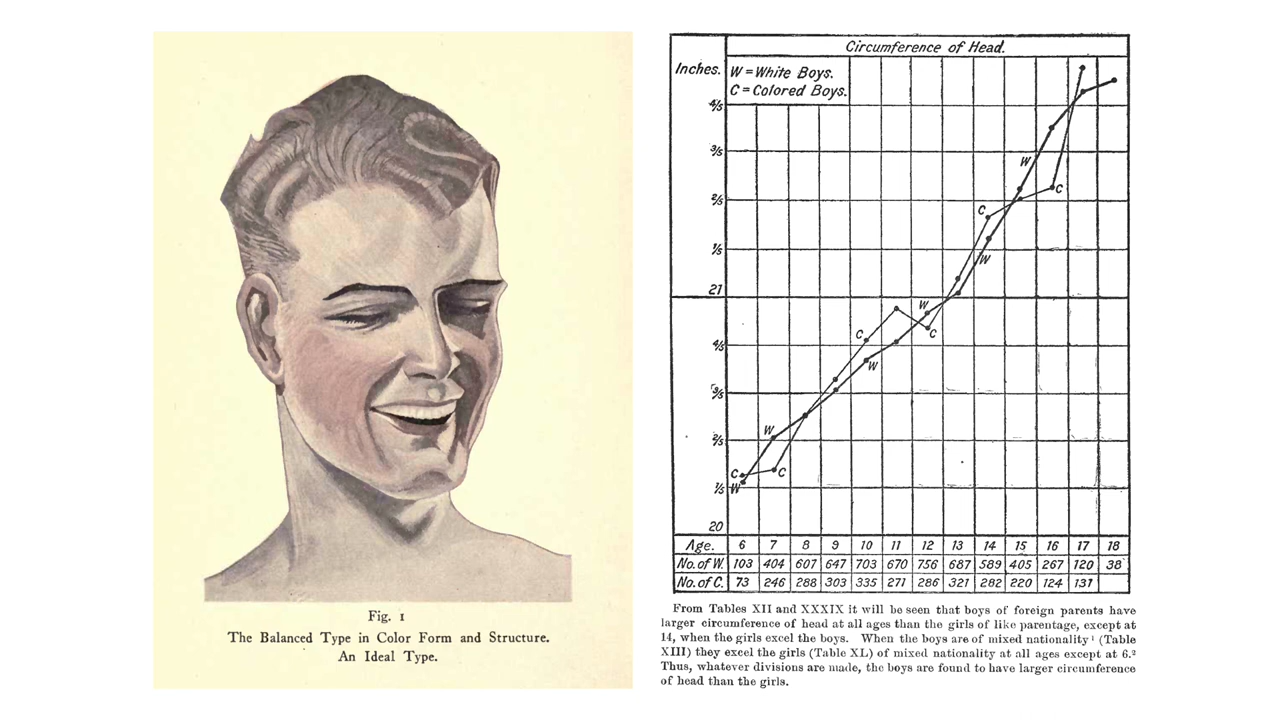 Fig. 1
The Balanced Type in Color Form and Structure.
An Ideal Type.
Circumference of Head.
Inches.
W = White Boys.
C = Colored Boys.
4/5
3/5
W
2/5
C
C
1/5
W
21
W
C
C
4/5
W
3/5
2/5
W
C
C
1/5
W
20
Age. 6 7 8 9 10 11 12 13 14 15 16 17 18
No. of W. 103 404 607 647 703 670 756 687 589 405 267 120 38
No. of C. 73 246 288 303 335 271 286 321 282 220 124 131
From Tables XII and XXXIX it will be seen that boys of foreign parents have
larger circumference of head at all ages than the girls of like parentage, except at
14, when the girls excel the boys. When the boys are of mixed nationality ¹ (Table
XIII) they excel the girls (Table XL) of mixed nationality at all ages except at 6.²
Thus, whatever divisions are made, the boys are found to have larger circumference
of head than the girls.